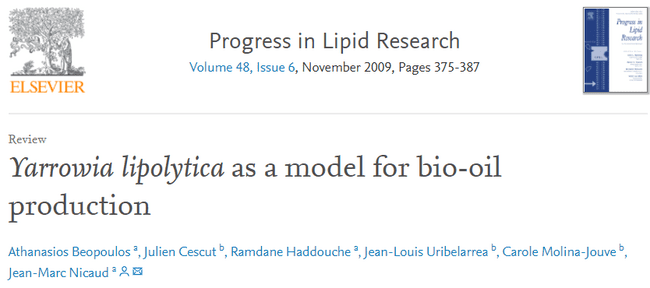 ELSEVIER
Progress in Lipid Research
Volume 48, Issue 6, November 2009, Pages 375-387
Progress in
Lipid
Research
Review
Yarrowia lipolytica as a model for bio-oil
production
Athanasios Beopoulos a, Julien Cescut b, Ramdane Haddouche a, Jean-Louis Uribelarrea b, Carole Molina-Jouve b,
Jean-Marc Nicaud a